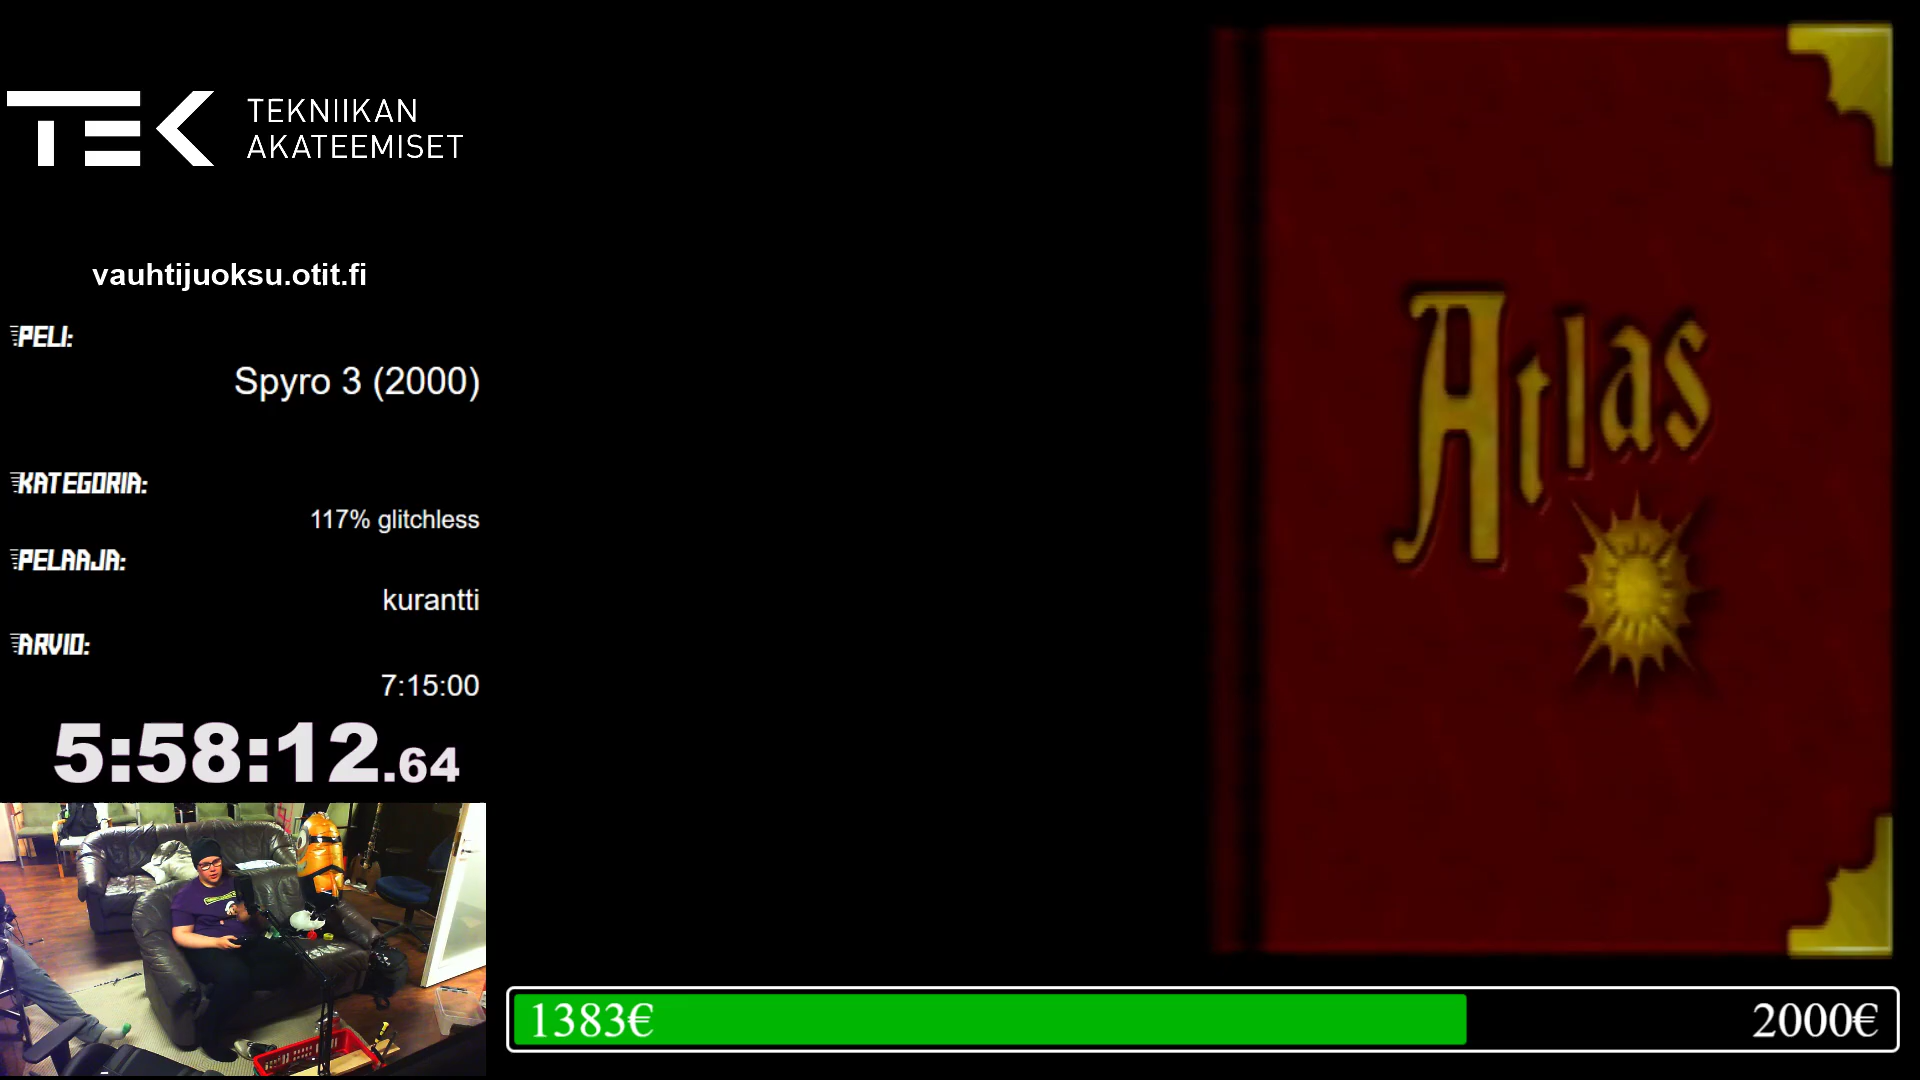 TEK
TEKNIIKAN
AKATEEMISET
vauhtijuoksu.otit.fi
PELI:
Spyro 3 (2000)
KATEGORIA:
117% glitchless
PELAAJA:
kurantti
ARVIO:
7:15:00
5:58:12.64
Atlas
1383€
2000€